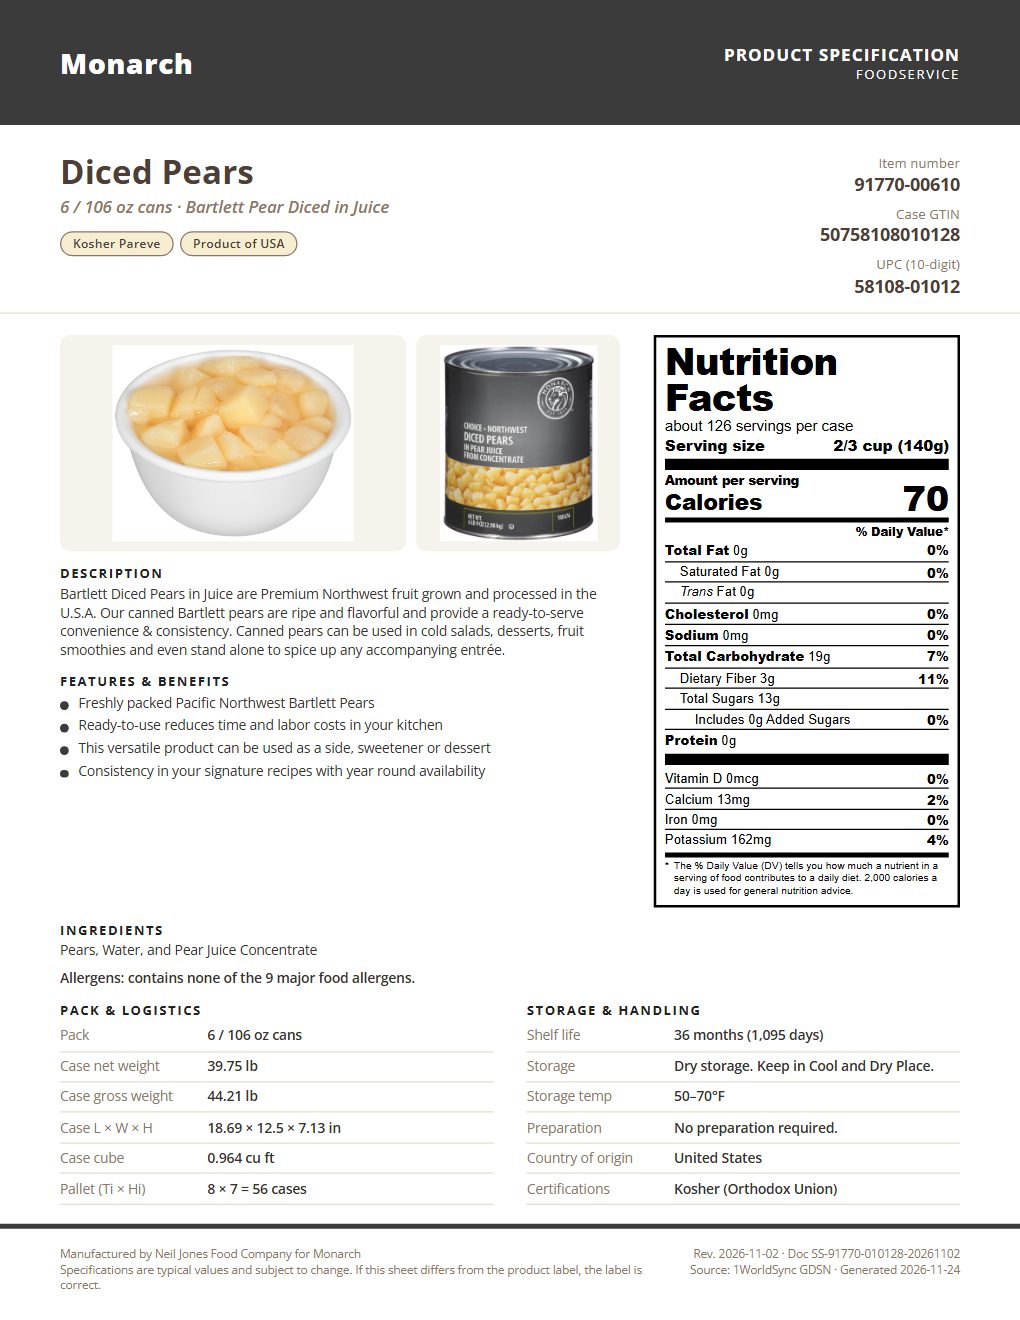 Monarch
PRODUCT SPECIFICATION
FOODSERVICE
Diced Pears
6 / 106 oz cans · Bartlett Pear Diced in Juice
Kosher Pareve
Product of USA
Item number
91770-00610
Case GTIN
50758108010128
UPC (10-digit)
58108-01012
MONARCH
CHOICE • NORTHWEST
DICED PEARS
IN PEAR JUICE
FROM CONCENTRATE
NET WT.
DESCRIPTION
Bartlett Diced Pears in Juice are Premium Northwest fruit grown and processed in the
U.S.A. Our canned Bartlett pears are ripe and flavorful and provide a ready-to-serve
convenience & consistency. Canned pears can be used in cold salads, desserts, fruit
smoothies and even stand alone to spice up any accompanying entrée.
FEATURES & BENEFITS
Freshly packed Pacific Northwest Bartlett Pears
Ready-to-use reduces time and labor costs in your kitchen
This versatile product can be used as a side, sweetener or dessert
Consistency in your signature recipes with year round availability
Nutrition
Facts
about 126 servings per case
Serving size 2/3 cup (140g)
Amount per serving
Calories 70
% Daily Value*
Total Fat 0g 0%
Saturated Fat 0g 0%
Trans Fat 0g
Cholesterol 0mg 0%
Sodium 0mg 0%
Total Carbohydrate 19g 7%
Dietary Fiber 3g 11%
Total Sugars 13g
Includes 0g Added Sugars 0%
Protein 0g
Vitamin D 0mcg 0%
Calcium 13mg 2%
Iron 0mg 0%
Potassium 162mg 4%
* The % Daily Value (DV) tells you how much a nutrient in a
serving of food contributes to a daily diet. 2,000 calories a
day is used for general nutrition advice.
INGREDIENTS
Pears, Water, and Pear Juice Concentrate
Allergens: contains none of the 9 major food allergens.
PACK & LOGISTICS
Pack 6 / 106 oz cans
Case net weight 39.75 lb
Case gross weight 44.21 lb
Case L × W × H 18.69 × 12.5 × 7.13 in
Case cube 0.964 cu ft
Pallet (Ti × Hi) 8 × 7 = 56 cases
STORAGE & HANDLING
Shelf life 36 months (1,095 days)
Storage Dry storage. Keep in Cool and Dry Place.
Storage temp 50–70°F
Preparation No preparation required.
Country of origin United States
Certifications Kosher (Orthodox Union)
Manufactured by Neil Jones Food Company for Monarch
Specifications are typical values and subject to change. If this sheet differs from the product label, the label is
correct.
Rev. 2026-11-02 · Doc SS-91770-010128-20261102
Source: 1WorldSync GDSN · Generated 2026-11-24